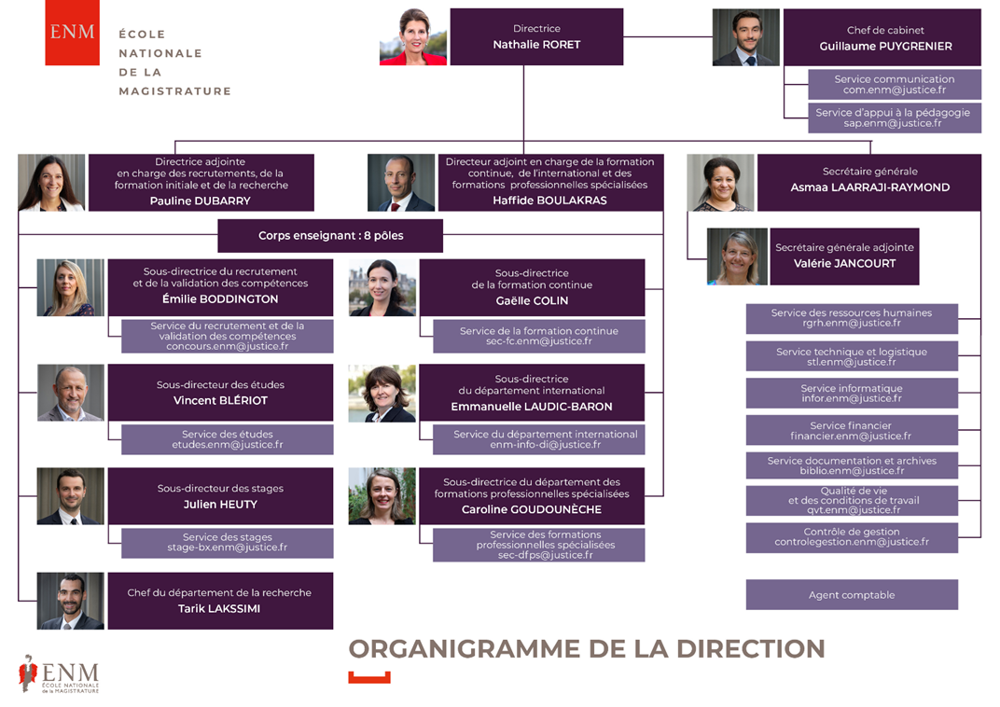 ENM
ÉCOLE
NATIONALE
DE LA
MAGISTRATURE
Directrice
Nathalie RORET
Chef de cabinet
Guillaume PUYGRENIER
Service communication
com.enm@justice.fr
Service d'appui à la pédagogie
sap.enm@justice.fr
Directrice adjointe
en charge des recrutements, de la
formation initiale et de la recherche
Pauline DUBARRY
Directeur adjoint en charge de la formation
continue, de l'international et des
formations professionnelles spécialisées
Haffide BOULAKRAS
Secrétaire générale
Asmaa LAARRAJI-RAYMOND
Corps enseignant : 8 pôles
Secrétaire générale adjointe
Valérie JANCOURT
Sous-directrice du recrutement
et de la validation des compétences
Émilie BODDINGTON
Service du recrutement et de la
validation des compétences
concours.enm@justice.fr
Sous-directrice
de la formation continue
Gaëlle COLIN
Service de la formation continue
sec-fc.enm@justice.fr
Sous-directeur des études
Vincent BLÉRIOT
Service des études
etudes.enm@justice.fr
Sous-directrice
du département international
Emmanuelle LAUDIC-BARON
Service du département international
enm-info-di@justice.fr
Sous-directeur des stages
Julien HEUTY
Service des stages
stage-bx.enm@justice.fr
Sous-directrice du département des
formations professionnelles spécialisées
Caroline GOUDOUNÈCHE
Service des formations
professionnelles spécialisées
sec-dfps@justice.fr
Chef du département de la recherche
Tarik LAKSSIMI
Service des ressources humaines
rgrh.enm@justice.fr
Service technique et logistique
stl.enm@justice.fr
Service informatique
infor.enm@justice.fr
Service financier
financier.enm@justice.fr
Service documentation et archives
biblio.enm@justice.fr
Qualité de vie
et des conditions de travail
qvt.enm@justice.fr
Contrôle de gestion
controlegestion.enm@justice.fr
Agent comptable
ORGANIGRAMME DE LA DIRECTION
ENM
ÉCOLE NATIONALE
de la MAGISTRATURE